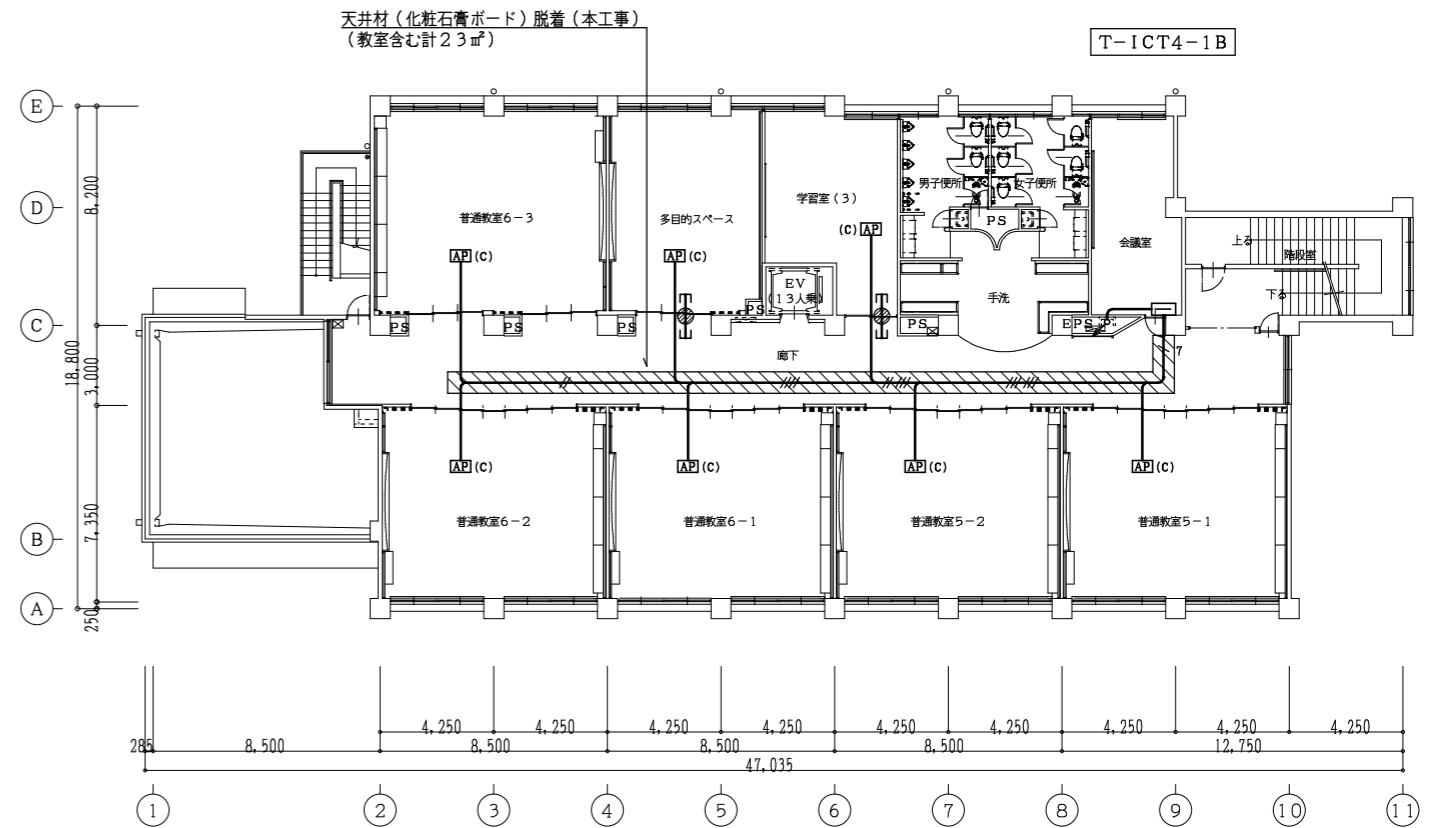 天井材（化粧石膏ボード）脱着（本工事）
（教室含む計２３㎡）
T-ICT4-1B
E
D
C
B
A
8,200
3,000
18,800
7,350
250
普通教室6-3
多目的スペース
学習室（3）
男子便所
女子便所
PS
会議室
上る
階段室
下る
AP (C)
AP (C)
(C) AP
EV
(13人乗)
手洗
PS
PS
PS
PS
PS
EPS
廊下
7
AP (C)
AP (C)
AP (C)
AP (C)
普通教室6-2
普通教室6-1
普通教室5-2
普通教室5-1
4,250
4,250
4,250
4,250
4,250
4,250
4,250
4,250
4,250
285
8,500
8,500
8,500
8,500
12,750
47,035
1
2
3
4
5
6
7
8
9
10
11